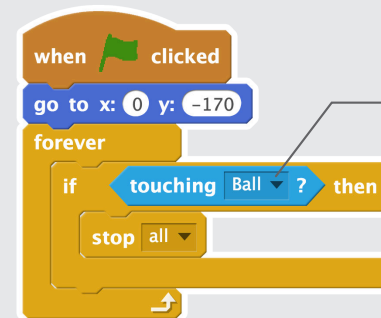 when clicked
go to x: 0 y: -170
forever
if touching Ball ? then
stop all